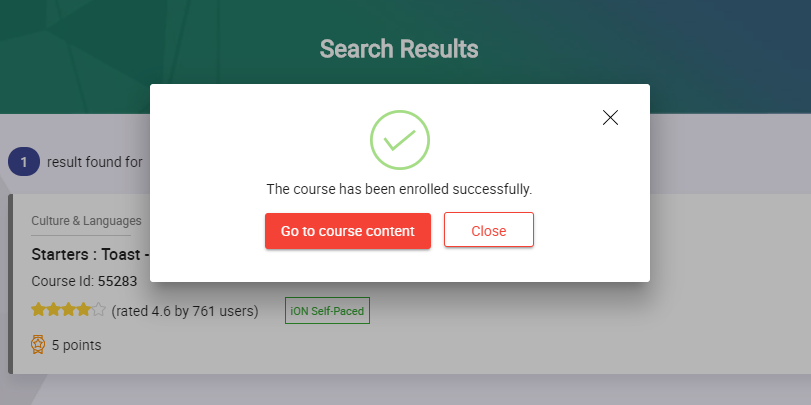 Search Results
The course has been enrolled successfully.
Go to course content
Close
1 result found for
Culture & Languages
Starters : Toast -
Course Id: 55283
(rated 4.6 by 761 users)
iON Self-Paced
5 points